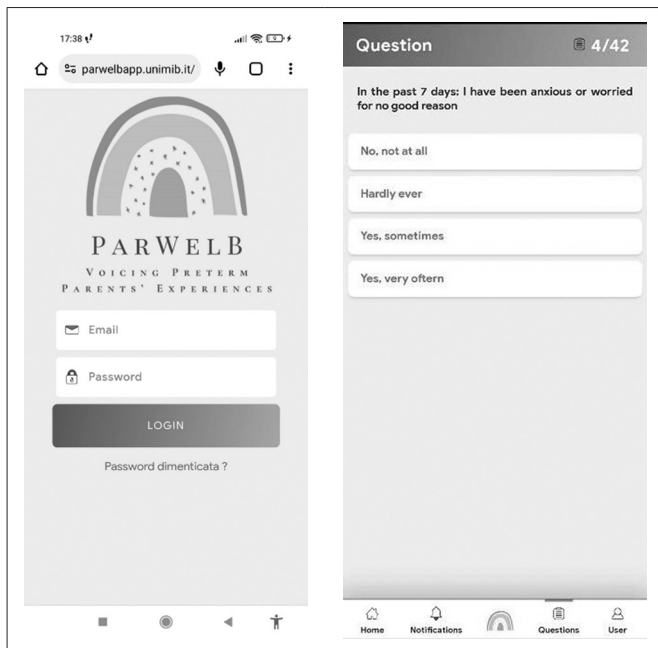 17:38
parwelbapp.unimib.it/
PARWELB
VOICING PRETERM
PARENTS' EXPERIENCES
Email
Password
LOGIN
Password dimenticata ?
Question
4/42
In the past 7 days: I have been anxious or worried
for no good reason
No, not at all
Hardly ever
Yes, sometimes
Yes, very oftern
Home
Notifications
Questions
User